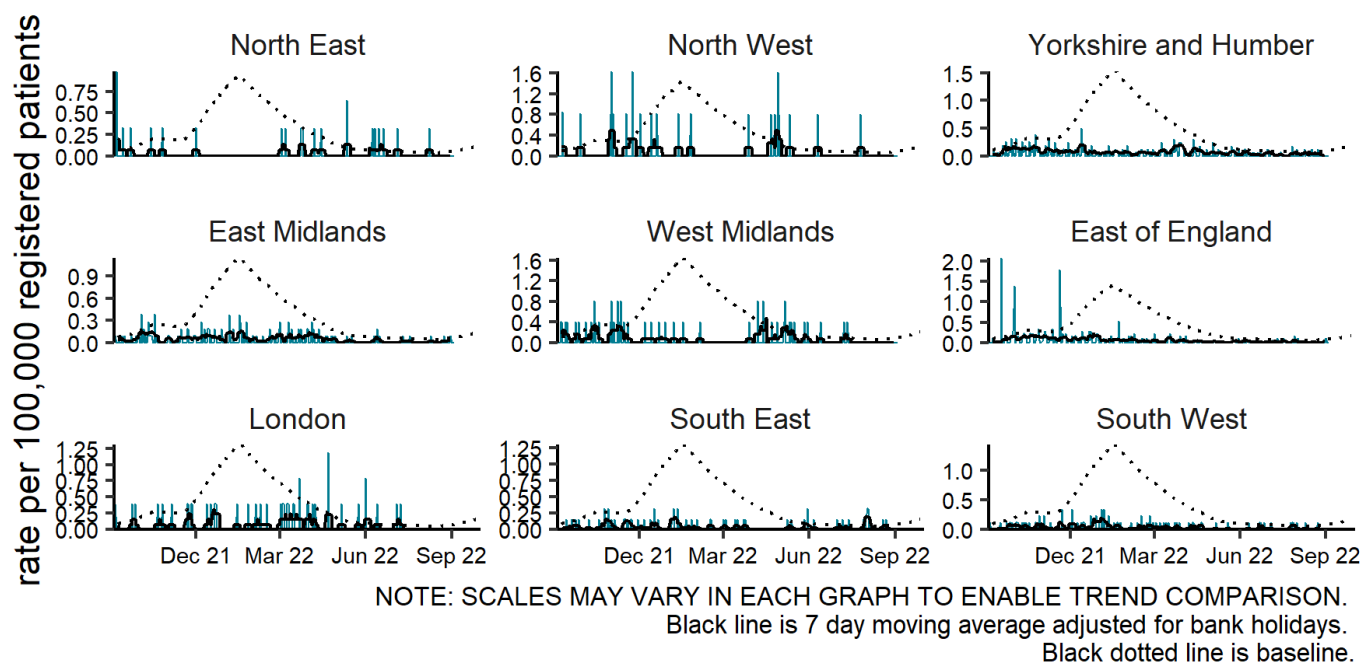 rate per 100,000 registered patients
North East
0.75
0.50
0.25
0.00
North West
1.6
1.2
0.8
0.4
0.0
Yorkshire and Humber
1.5
1.0
0.5
0.0
East Midlands
0.9
0.6
0.3
0.0
West Midlands
1.6
1.2
0.8
0.4
0.0
East of England
2.0
1.5
1.0
0.5
0.0
London
1.25
1.00
0.75
0.50
0.25
0.00
Dec 21 Mar 22 Jun 22 Sep 22
South East
1.25
1.00
0.75
0.50
0.25
0.00
Dec 21 Mar 22 Jun 22 Sep 22
South West
1.0
0.5
0.0
Dec 21 Mar 22 Jun 22 Sep 22
NOTE: SCALES MAY VARY IN EACH GRAPH TO ENABLE TREND COMPARISON.
Black line is 7 day moving average adjusted for bank holidays.
Black dotted line is baseline.